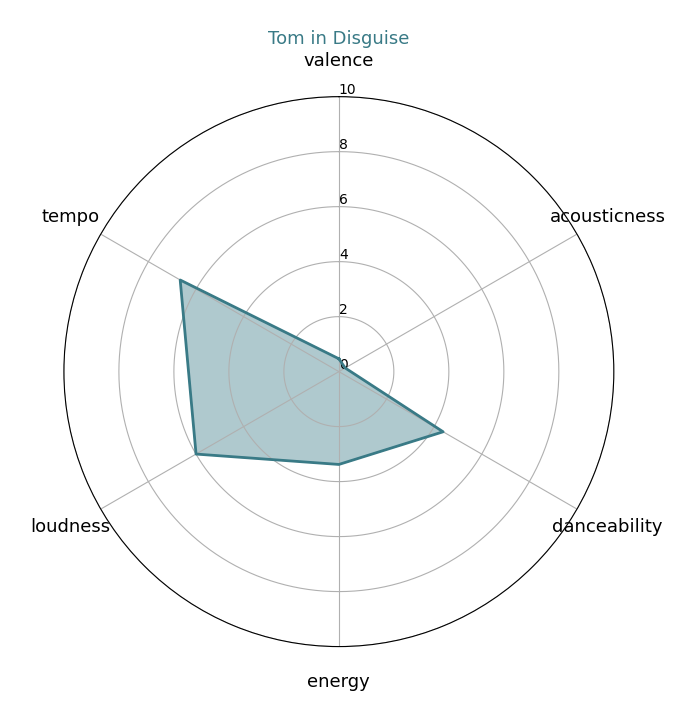 Tom in Disguise
valence
10
8
6
4
2
0
tempo
acousticness
loudness
danceability
energy